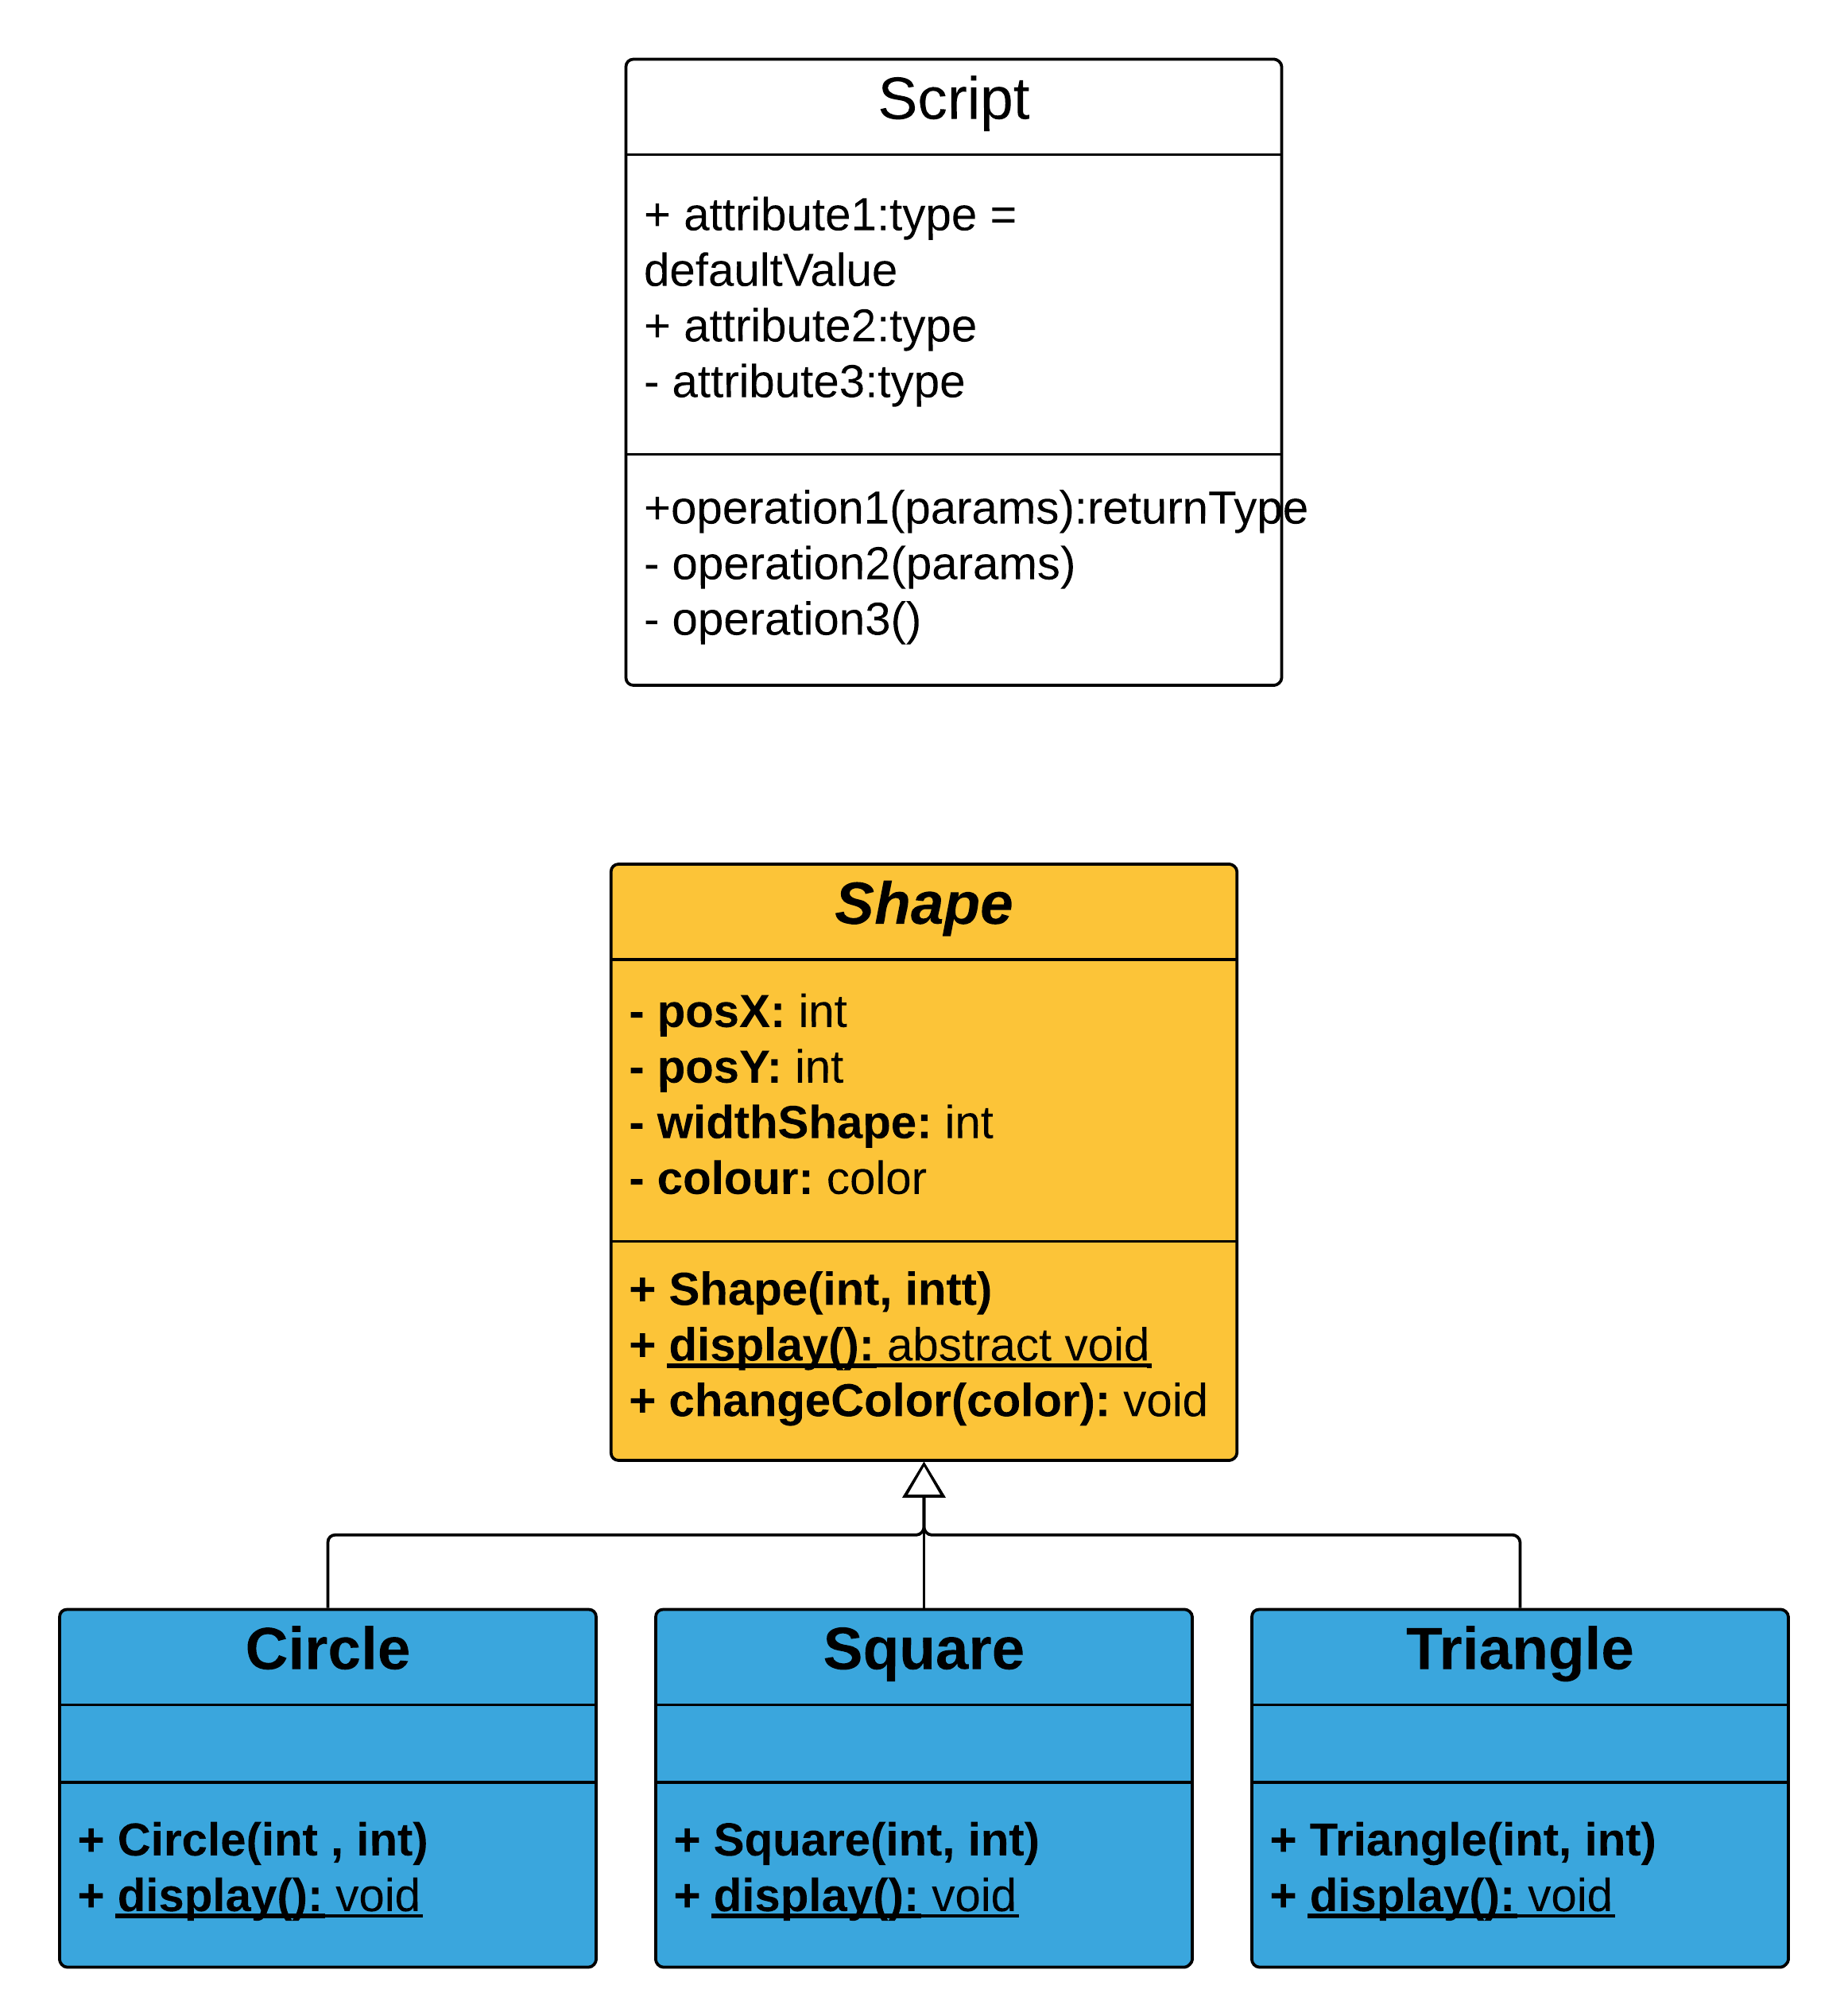 Script
+ attribute1:type =
defaultValue
+ attribute2:type
- attribute3:type
+operation1(params):returnType
- operation2(params)
- operation3()
Shape
- posX: int
- posY: int
- widthShape: int
- colour: color
+ Shape(int, intt)
+ display(): abstract void
+ changeColor(color): void
Circle
+ Circle(int , int)
+ display(): void
Square
+ Square(int, int)
+ display(): void
Triangle
+ Triangle(int, int)
+ display(): void